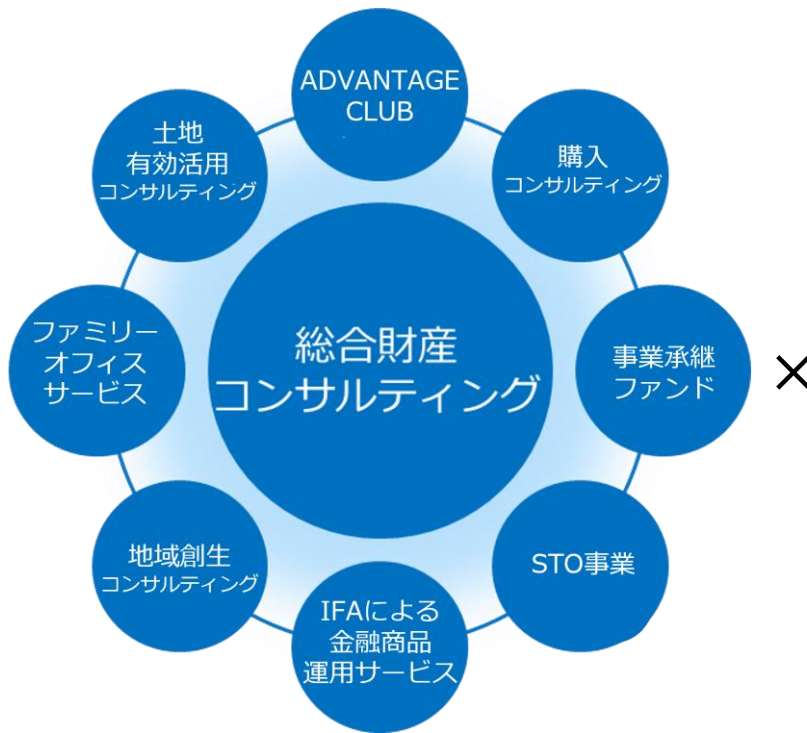 ADVANTAGE
CLUB
購入
コンサルティング
事業承継
ファンド
STO事業
IFAによる
金融商品
運用サービス
地域創生
コンサルティング
ファミリー
オフィス
サービス
土地
有効活用
コンサルティング
総合財産
コンサルティング
×